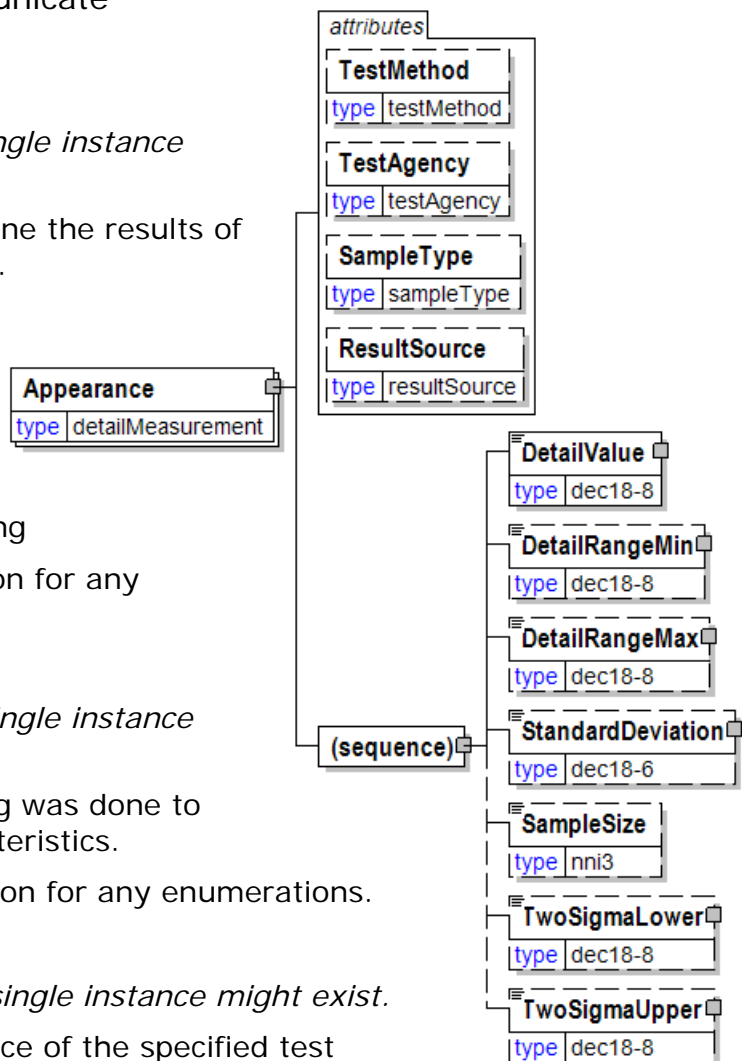 unicate
ngle instance
ne the results of
.
ng
on for any
ingle instance
g was done to
teristics.
on for any enumerations.
single instance might exist.
ce of the specified test
Appearance
type detailMeasurement
attributes
TestMethod
type testMethod
TestAgency
type testAgency
SampleType
type sampleType
ResultSource
type resultSource
(sequence)
DetailValue
type dec18-8
DetailRangeMin
type dec18-8
DetailRangeMax
type dec18-8
StandardDeviation
type dec18-6
SampleSize
type nni3
TwoSigmaLower
type dec18-8
TwoSigmaUpper
type dec18-8